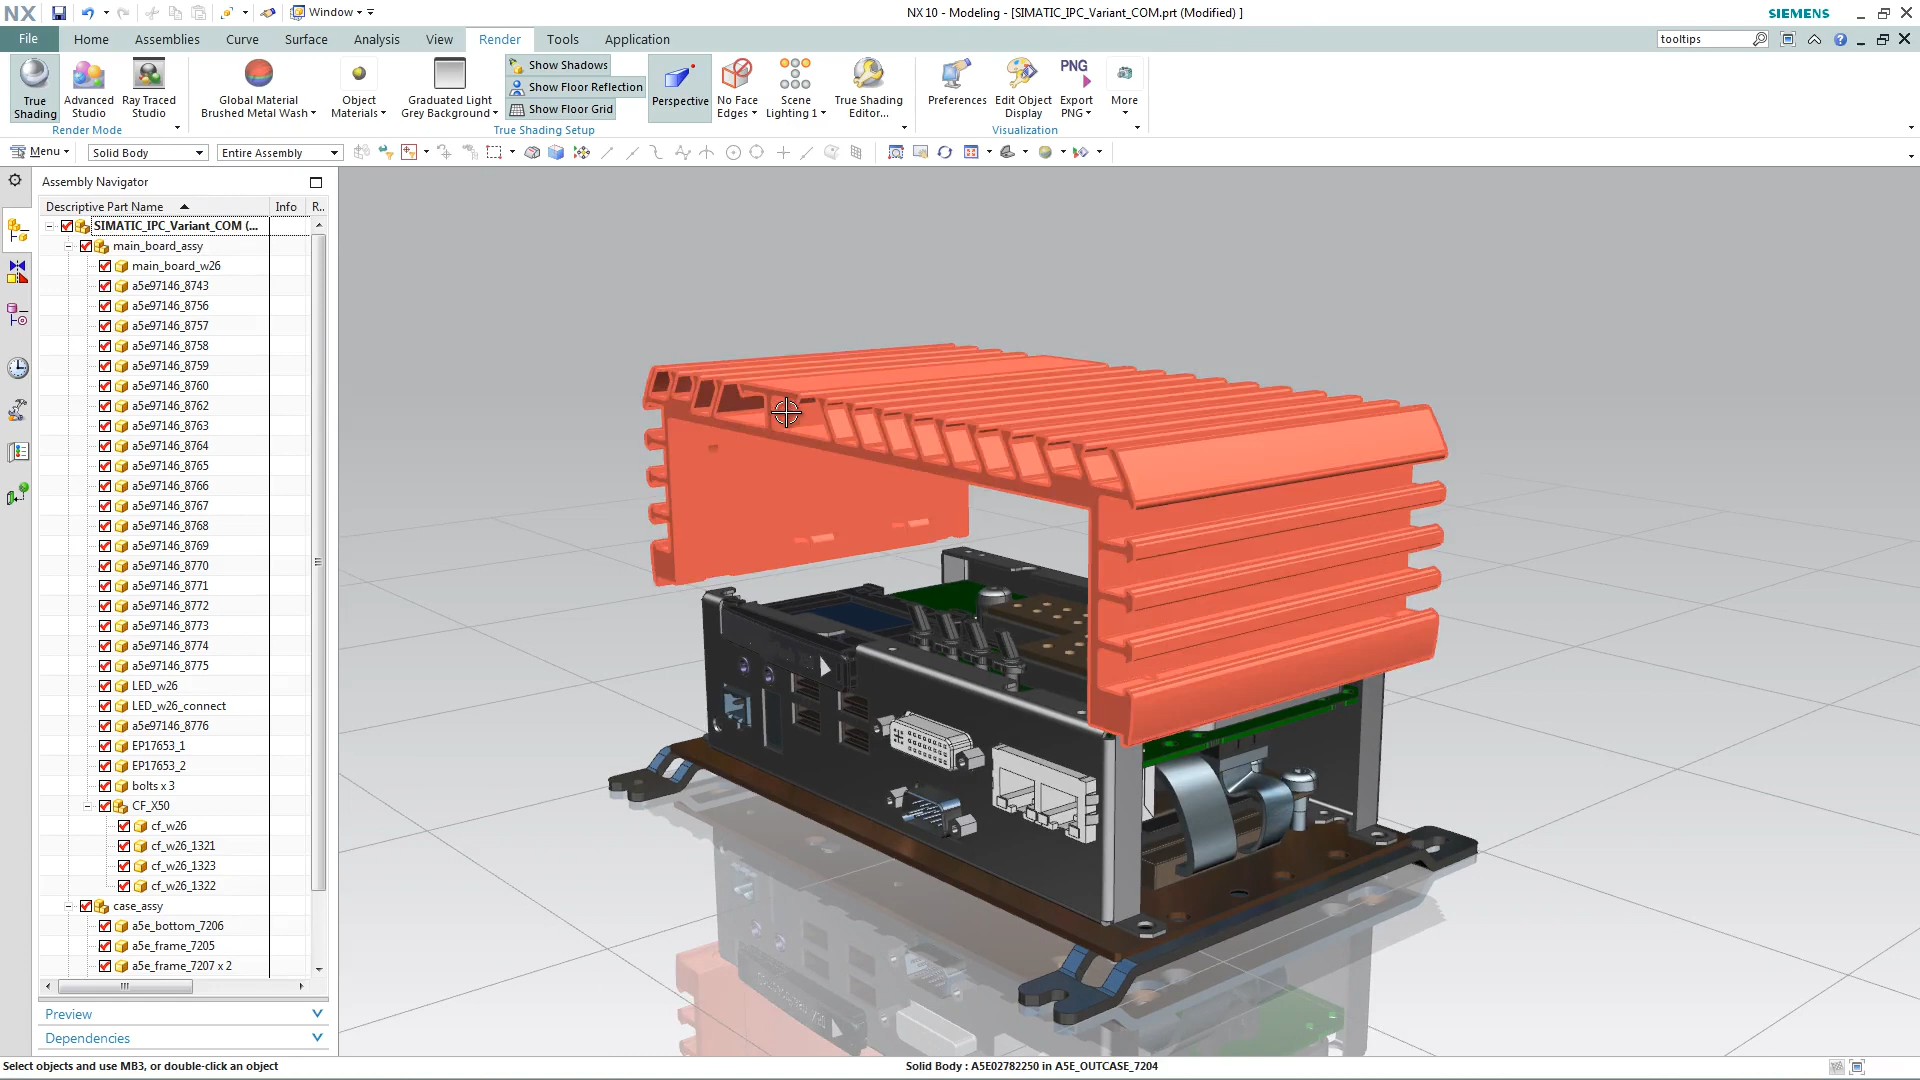 NX
Window
NX 10 - Modeling - [SIMATIC_IPC_Variant_COM.prt (Modified) ]
SIEMENS
File
Home
Assemblies
Curve
Surface
Analysis
View
Render
Tools
Application
tooltips
True Shading
Advanced Studio
Ray Traced Studio
Render Mode
Global Material Brushed Metal Wash
Object Materials
Graduated Light Grey Background
Show Shadows
Show Floor Reflection
Show Floor Grid
True Shading Setup
Perspective
No Face Edges
Scene Lighting 1
True Shading Editor...
Preferences
Edit Object Display
PNG
Export PNG
More
Visualization
Menu
Solid Body
Entire Assembly
Assembly Navigator
Descriptive Part Name
Info
R..
SIMATIC_IPC_Variant_COM (...
main_board_assy
main_board_w26
a5e97146_8743
a5e97146_8756
a5e97146_8757
a5e97146_8758
a5e97146_8759
a5e97146_8760
a5e97146_8762
a5e97146_8763
a5e97146_8764
a5e97146_8765
a5e97146_8766
a5e97146_8767
a5e97146_8768
a5e97146_8769
a5e97146_8770
a5e97146_8771
a5e97146_8772
a5e97146_8773
a5e97146_8774
a5e97146_8775
LED_w26
LED_w26_connect
a5e97146_8776
EP17653_1
EP17653_2
bolts x 3
CF_X50
cf_w26
cf_w26_1321
cf_w26_1323
cf_w26_1322
case_assy
a5e_bottom_7206
a5e_frame_7205
a5e_frame_7207 x 2
Preview
Dependencies
Select objects and use MB3, or double-click an object
Solid Body : A5E02782250 in A5E_OUTCASE_7204